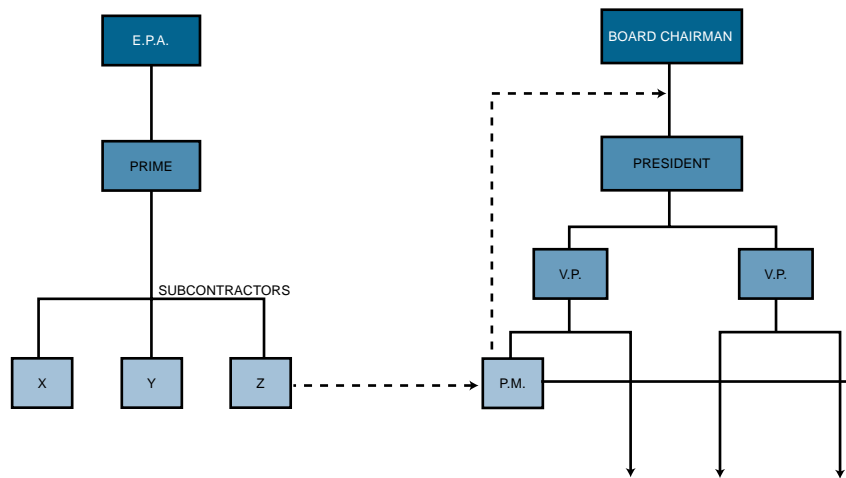 E.P.A.
BOARD CHAIRMAN
PRIME
PRESIDENT
V.P.
V.P.
SUBCONTRACTORS
X
Y
Z
P.M.